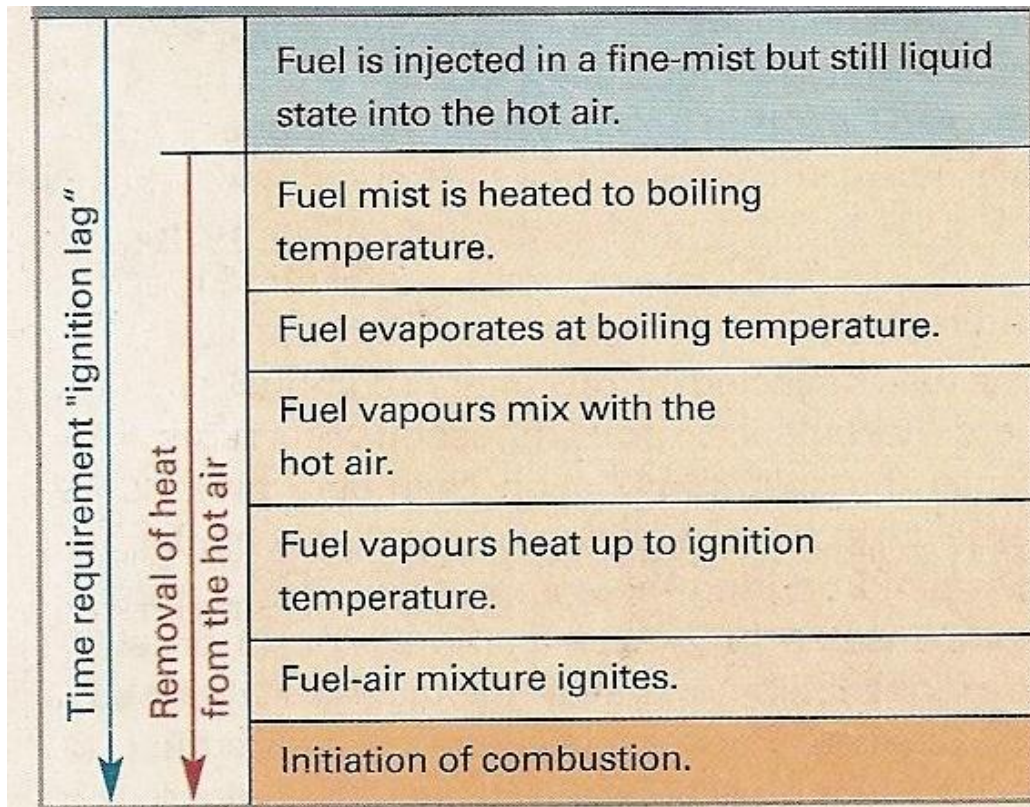 Time requirement "ignition lag“
Removal of heat
from the hot air
Fuel is injected in a fine-mist but still liquid
state into the hot air.
Fuel mist is heated to boiling
temperature.
Fuel evaporates at boiling temperature.
Fuel vapours mix with the
hot air.
Fuel vapours heat up to ignition
temperature.
Fuel-air mixture ignites.
Initiation of combustion.